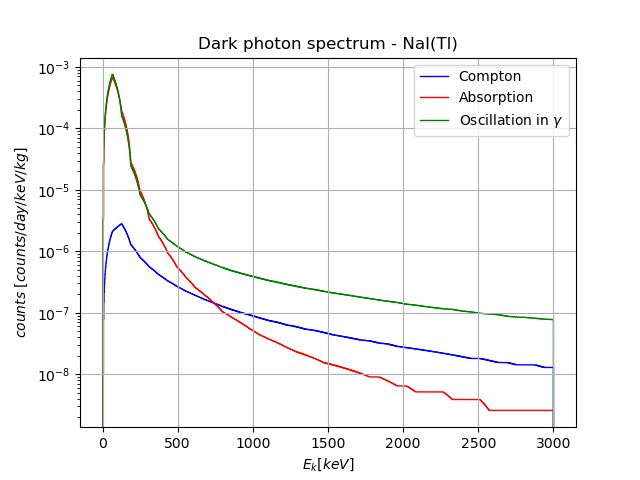 Dark photon spectrum - NaI(Tl)
Compton
Absorption
Oscillation in γ
10⁻³
10⁻⁴
10⁻⁵
10⁻⁶
10⁻⁷
10⁻⁸
counts [counts/day/keV/kg]
0 500 1000 1500 2000 2500 3000
Eₖ[keV]